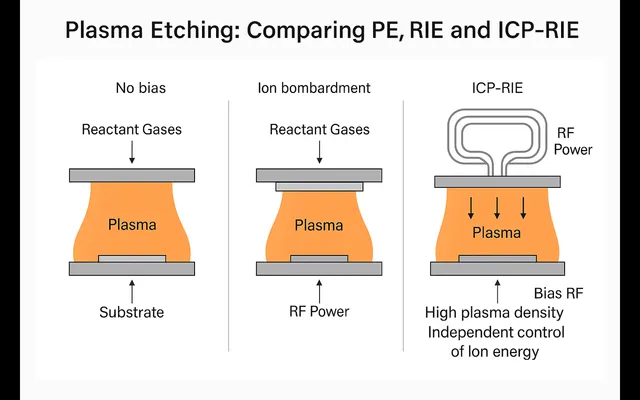 Plasma Etching: Comparing PE, RIE and ICP-RIE
No bias
Reactant Gases
Plasma
Substrate
Ion bombardment
Reactant Gases
Plasma
RF Power
ICP-RIE
RF
Power
Plasma
Bias RF
High plasma density
Independent control
of Ion energy